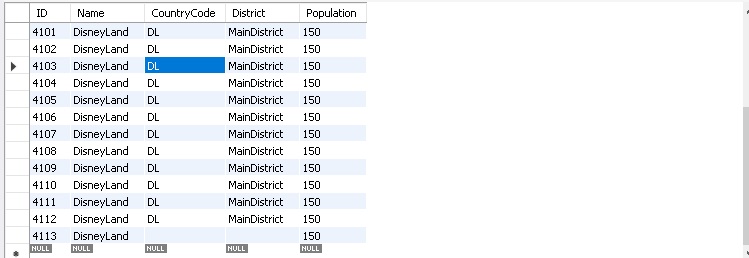 ID Name CountryCode District Population
4101 DisneyLand DL MainDistrict 150
4102 DisneyLand DL MainDistrict 150
4103 DisneyLand DL MainDistrict 150
4104 DisneyLand DL MainDistrict 150
4105 DisneyLand DL MainDistrict 150
4106 DisneyLand DL MainDistrict 150
4107 DisneyLand DL MainDistrict 150
4108 DisneyLand DL MainDistrict 150
4109 DisneyLand DL MainDistrict 150
4110 DisneyLand DL MainDistrict 150
4111 DisneyLand DL MainDistrict 150
4112 DisneyLand DL MainDistrict 150
4113 DisneyLand 150
NULL NULL NULL NULL NULL